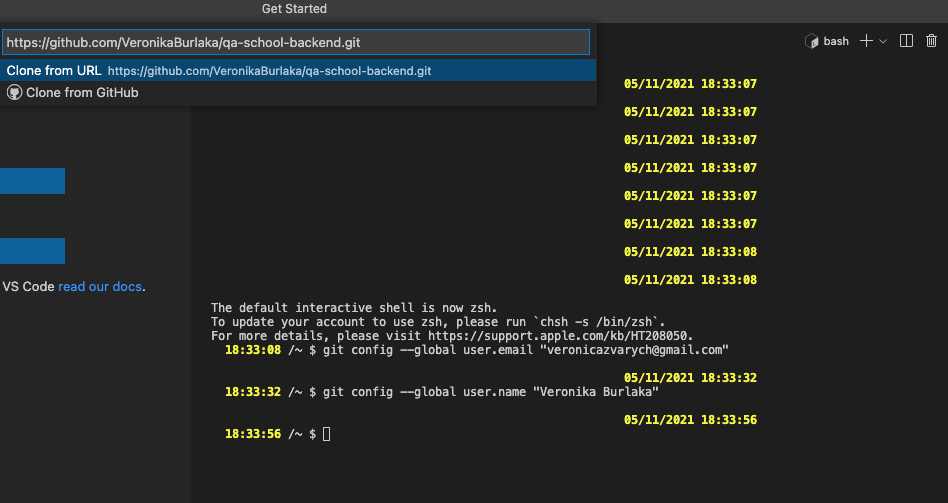 Get Started
https://github.com/VeronikaBurlaka/qa-school-backend.git
bash
Clone from URL https://github.com/VeronikaBurlaka/qa-school-backend.git
Clone from GitHub
05/11/2021 18:33:07
05/11/2021 18:33:07
05/11/2021 18:33:07
05/11/2021 18:33:07
05/11/2021 18:33:07
05/11/2021 18:33:07
05/11/2021 18:33:08
05/11/2021 18:33:08
VS Code read our docs.
The default interactive shell is now zsh.
To update your account to use zsh, please run `chsh -s /bin/zsh`.
For more details, please visit https://support.apple.com/kb/HT208050.
18:33:08 /~ $ git config --global user.email "veronicazvarych@gmail.com"
05/11/2021 18:33:32
18:33:32 /~ $ git config --global user.name "Veronika Burlaka"
05/11/2021 18:33:56
18:33:56 /~ $